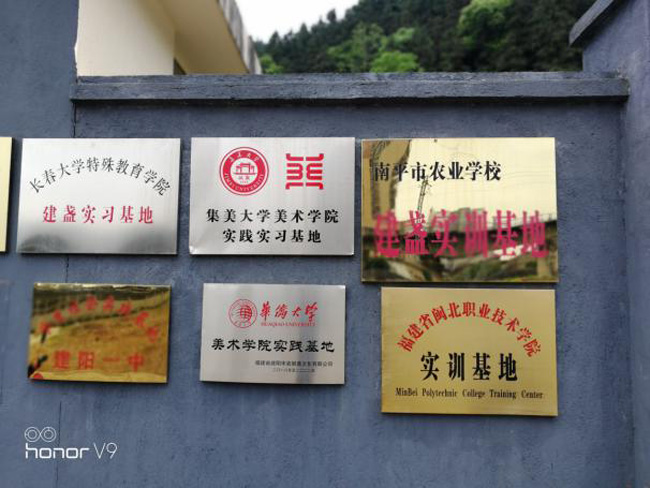 长春大学特殊教育学院
建盏实习基地
集美大学美术学院
实践实习基地
南平市农业学校
建盏实训基地
建阳一中
華僑大学
HUAQIAO UNIVERSITY
美术学院实践基地
福建省闽北职业技术学院
实训基地
MinBei Polytechnic College Training Center
honor V9